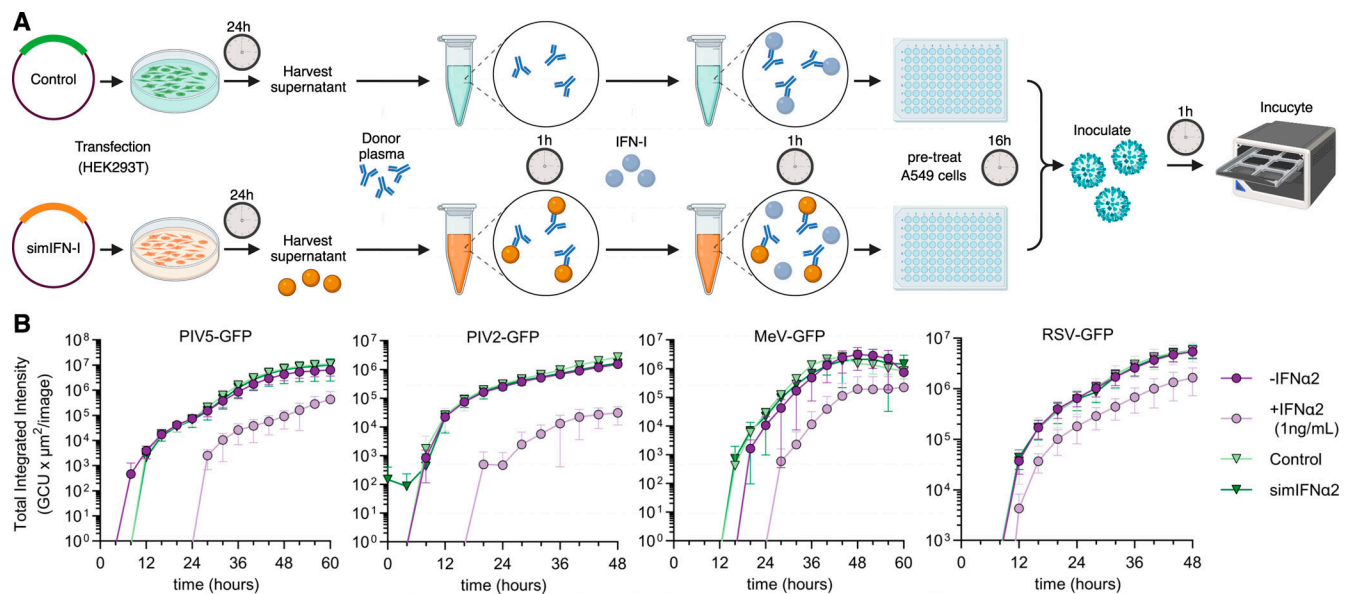 A
Control
24h
Harvest
supernatant
Transfection
(HEK293T)
Donor
plasma
1h
IFN-I
1h
pre-treat
A549 cells
16h
Inoculate
1h
Incucyte
simIFN-I
24h
Harvest
supernatant
B
Total Integrated Intensity
(GCU x µm²/image)
PIV5-GFP
10⁸
10⁷
10⁶
10⁵
10⁴
10³
10²
10¹
10⁰
0 12 24 36 48 60
time (hours)
PIV2-GFP
10⁷
10⁶
10⁵
10⁴
10³
10²
10¹
10⁰
0 12 24 36 48
time (hours)
MeV-GFP
10⁷
10⁶
10⁵
10⁴
10³
10²
10¹
10⁰
0 12 24 36 48 60
time (hours)
RSV-GFP
10⁷
10⁶
10⁵
10⁴
10³
0 12 24 36 48
time (hours)
-IFNα2
+IFNα2
(1ng/mL)
Control
simIFNα2